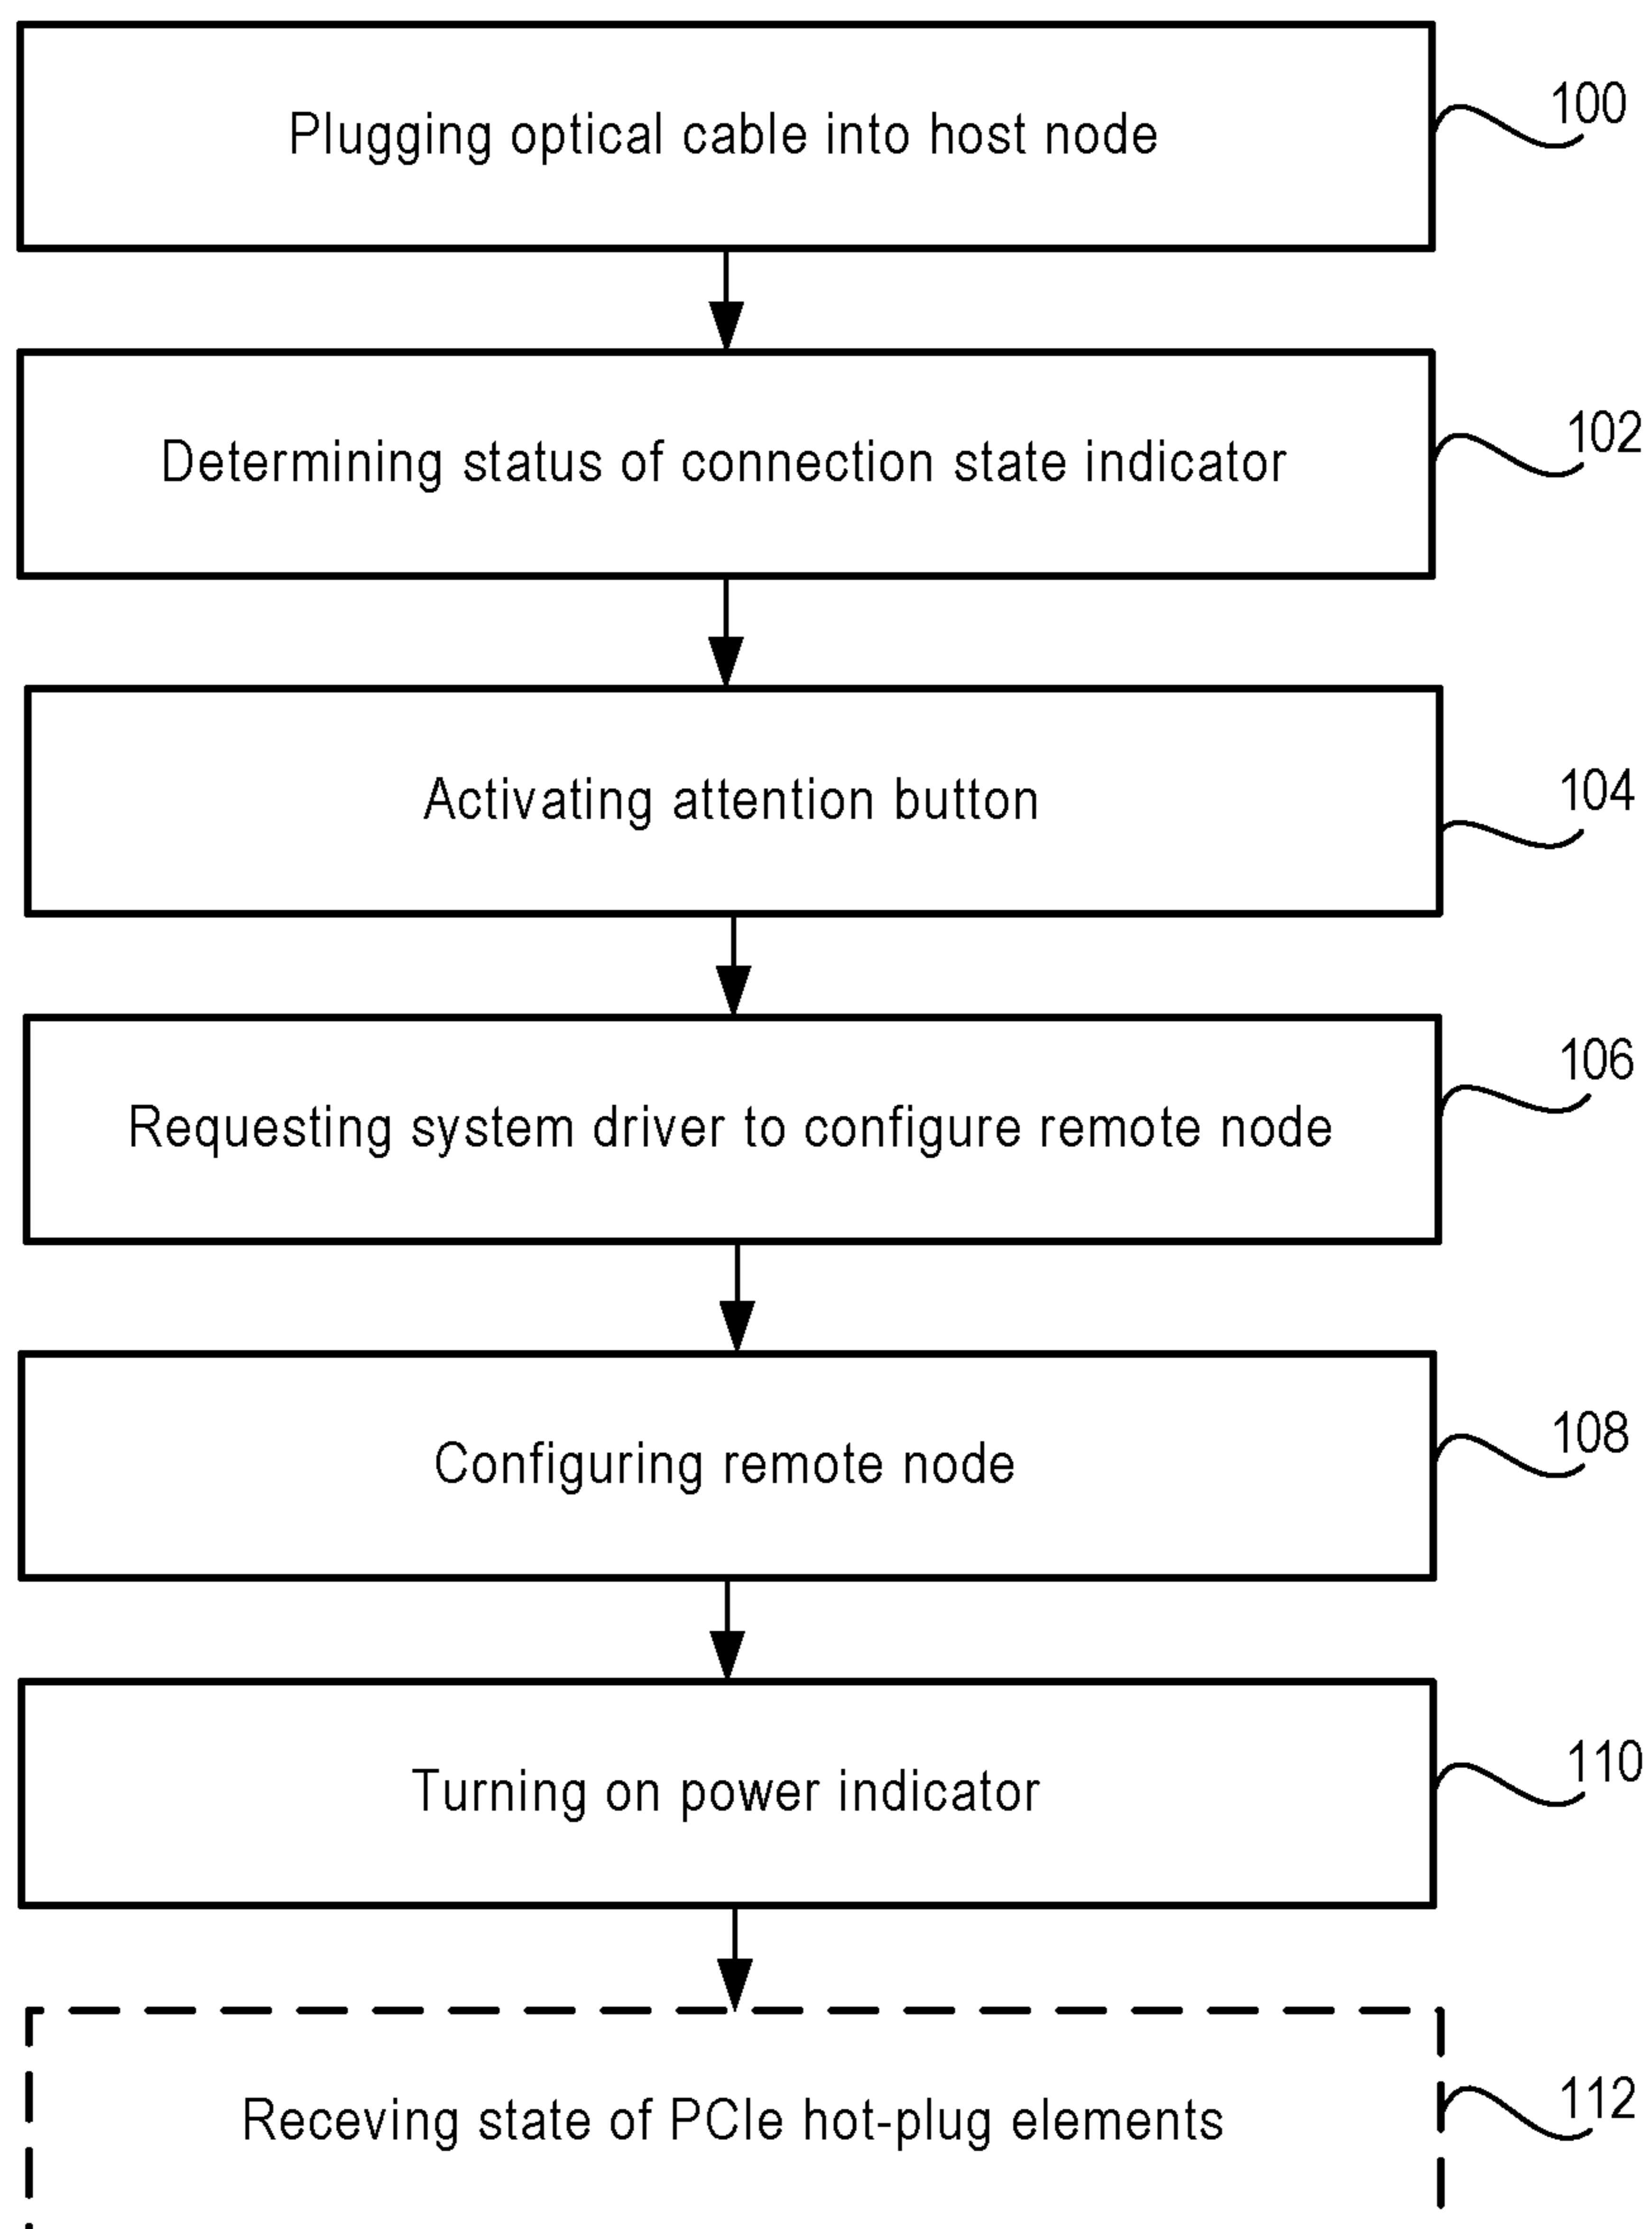 Plugging optical cable into host node
100
Determining status of connection state indicator
102
Activating attention button
104
Requesting system driver to configure remote node
106
Configuring remote node
108
Turning on power indicator
110
Receving state of PCIe hot-plug elements
112